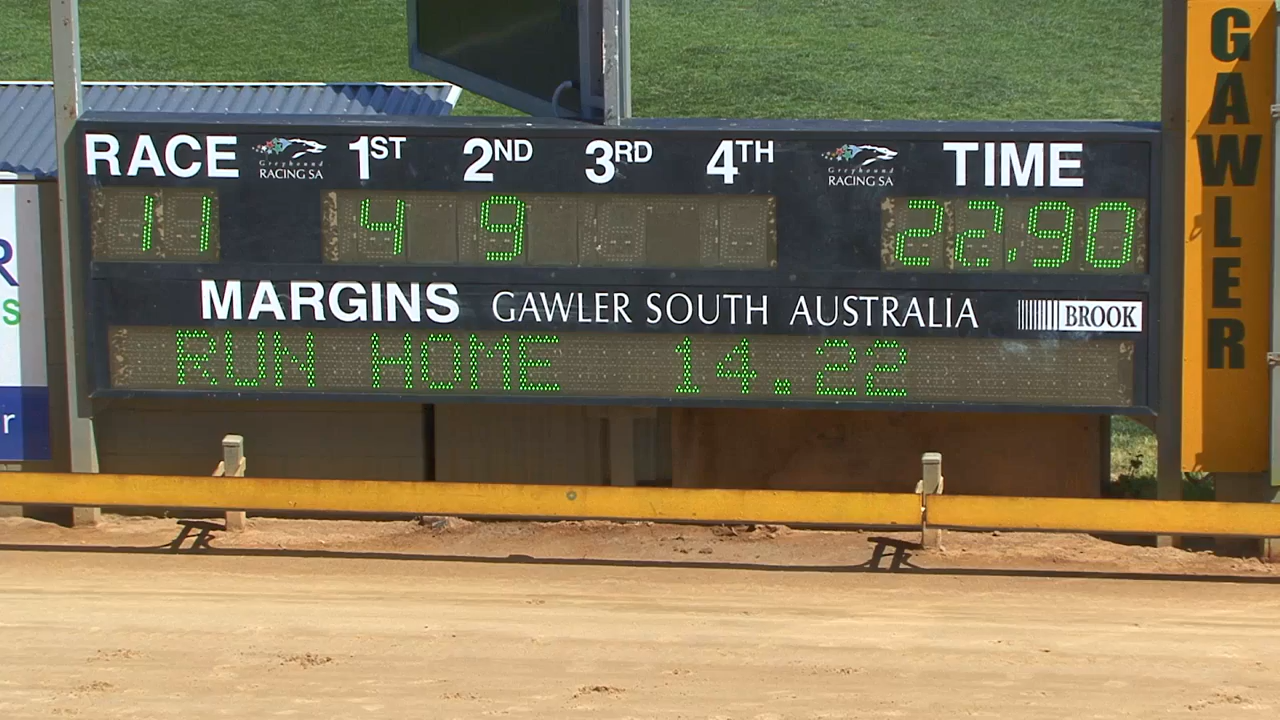 RACE 1ST 2ND 3RD 4TH TIME
Greyhound RACING SA
Greyhound RACING SA
11 4 9 22.90
MARGINS GAWLER SOUTH AUSTRALIA BROOK
RUN HOME 14.22
GAWLER
R
s
r